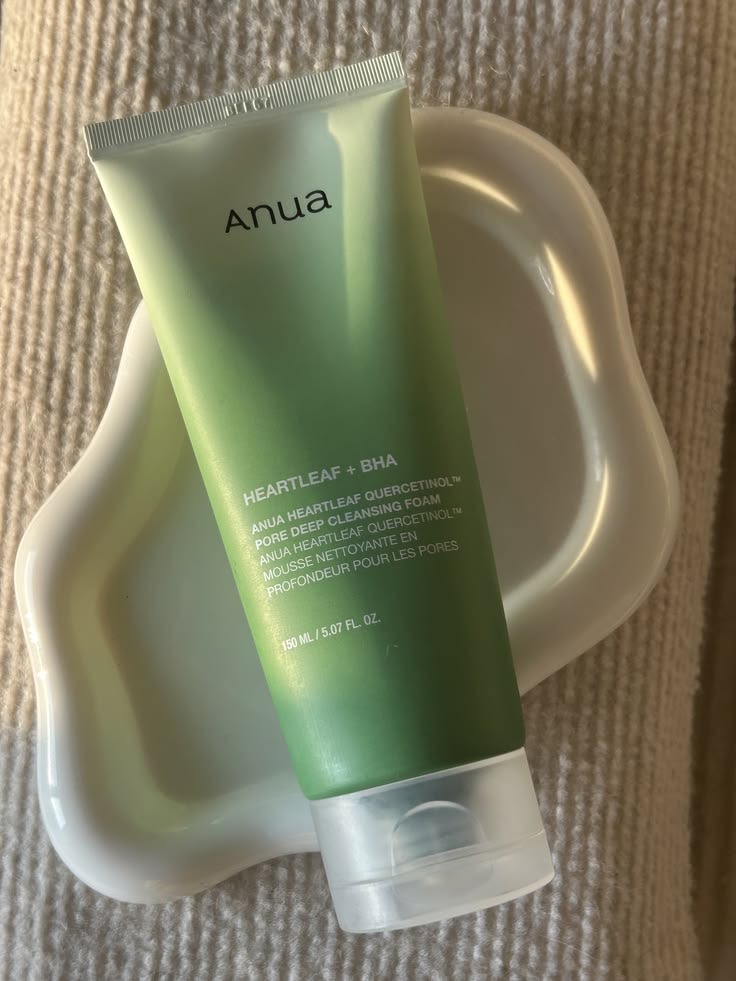 Anua
HEARTLEAF + BHA
ANUA HEARTLEAF QUERCETINOL™
PORE DEEP CLEANSING FOAM
ANUA HEARTLEAF QUERCETINOL™
MOUSSE NETTOYANTE EN
PROFONDEUR POUR LES PORES
150 ML / 5.07 FL. OZ.